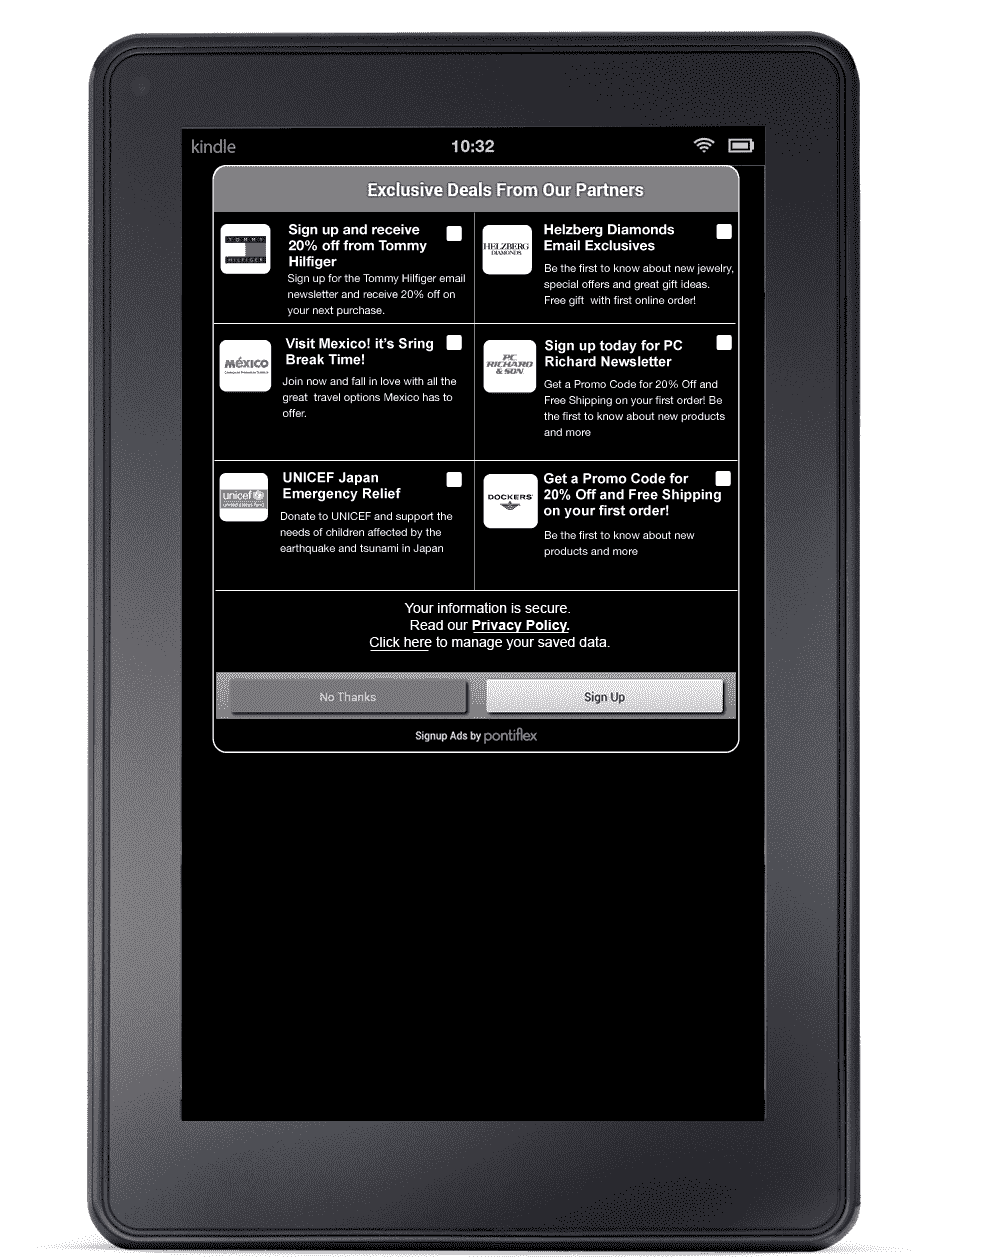 kindle
10:32
Exclusive Deals From Our Partners
TOMMY
HILFIGER
Sign up and receive
20% off from Tommy
Hilfiger
Sign up for the Tommy Hilfiger email
newsletter and receive 20% off on
your next purchase.
HELZBERG
DIAMONDS
Helzberg Diamonds
Email Exclusives
Be the first to know about new jewelry,
special offers and great gift ideas.
Free gift with first online order!
méxico
Visit Mexico! it's Sring
Break Time!
Join now and fall in love with all the
great travel options Mexico has to
offer.
PC
RICHARD
& SON
Sign up today for PC
Richard Newsletter
Get a Promo Code for 20% Off and
Free Shipping on your first order! Be
the first to know about new products
and more
unicef
united states fund
UNICEF Japan
Emergency Relief
Donate to UNICEF and support the
needs of children affected by the
earthquake and tsunami in Japan
DOCKERS
Get a Promo Code for
20% Off and Free Shipping
on your first order!
Be the first to know about new
products and more
Your information is secure.
Read our Privacy Policy.
Click here to manage your saved data.
No Thanks
Sign Up
Signup Ads by pontiflex